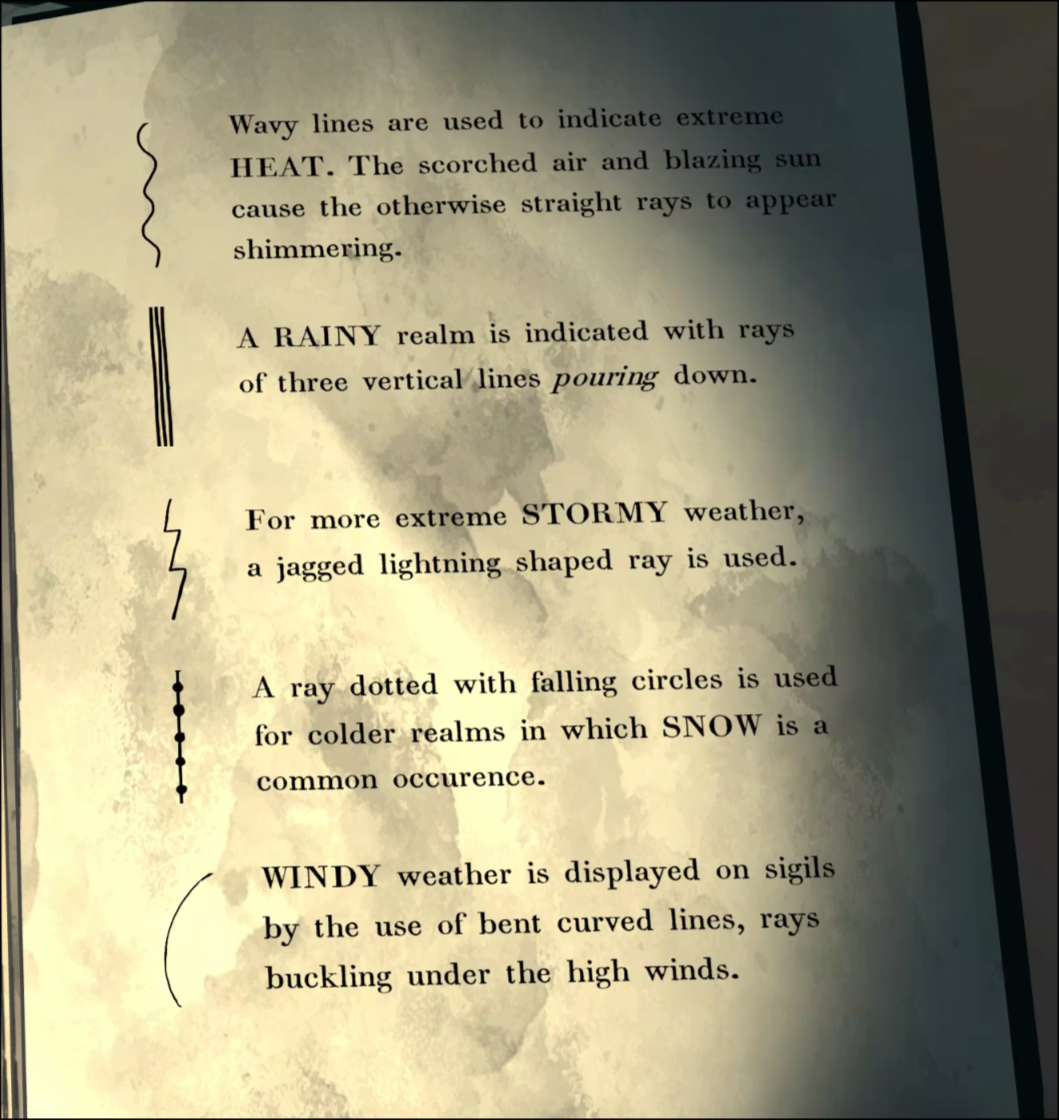 Wavy lines are used to indicate extreme
HEAT. The scorched air and blazing sun
cause the otherwise straight rays to appear
shimmering.
A RAINY realm is indicated with rays
of three vertical lines pouring down.
For more extreme STORMY weather,
a jagged lightning shaped ray is used.
A ray dotted with falling circles is used
for colder realms in which SNOW is a
common occurence.
WINDY weather is displayed on sigils
by the use of bent curved lines, rays
buckling under the high winds.